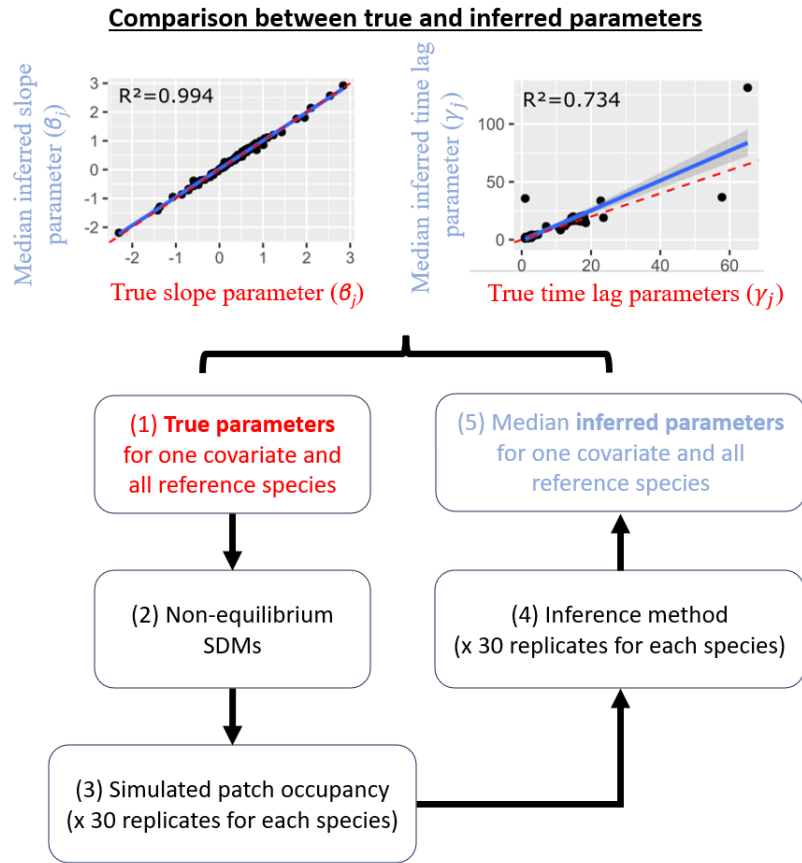 Comparison between true and inferred parameters
Median inferred slope
parameter (β_j)
R²=0.994
3
2
1
0
-1
-2
-2
-1
0
1
2
3
True slope parameter (β_j)
Median inferred time lag
parameter (γ_j)
R²=0.734
100
50
0
0
20
40
60
True time lag parameters (γ_j)
(1) True parameters
for one covariate and
all reference species
(5) Median inferred parameters
for one covariate and all
reference species
(2) Non-equilibrium
SDMs
(4) Inference method
(x 30 replicates for each species)
(3) Simulated patch occupancy
(x 30 replicates for each species)